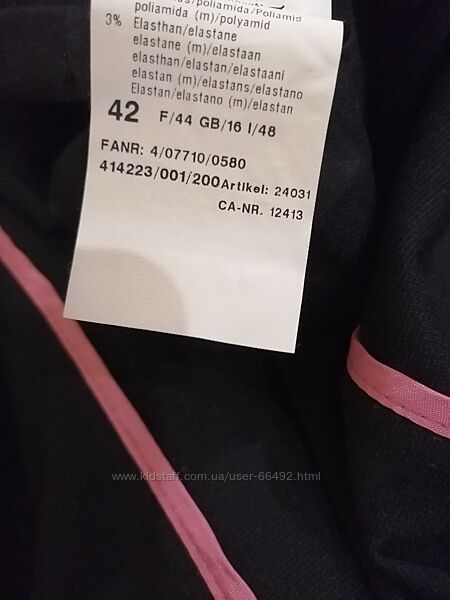 poliamida/Poliamid
poliamida (m)/polyamid
3% Elasthan/elastane
elastane (m)/elastaan
elasthan/elastan/elastaani
elastan (m)/elastans/elastano
Elastan/elastano (m)/elastan
42 F/44 GB/16 I/48
FANR: 4/07710/0580
414223/001/200 Artikel: 24031
CA-NR. 12413
www.kidstaff.com.ua/user-66492.html